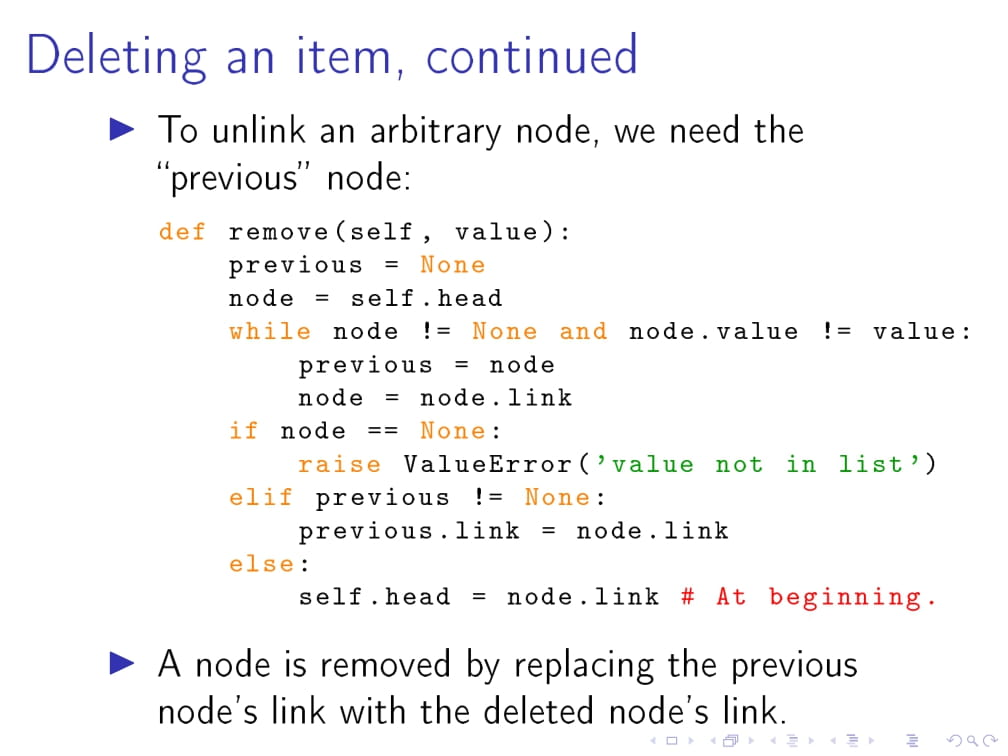 Deleting an item, continued
▶ To unlink an arbitrary node, we need the
“previous” node:
def remove(self, value):
    previous = None
    node = self.head
    while node != None and node.value != value:
        previous = node
        node = node.link
    if node == None:
        raise ValueError('value not in list')
    elif previous != None:
        previous.link = node.link
    else:
        self.head = node.link # At beginning.
▶ A node is removed by replacing the previous
node's link with the deleted node's link.